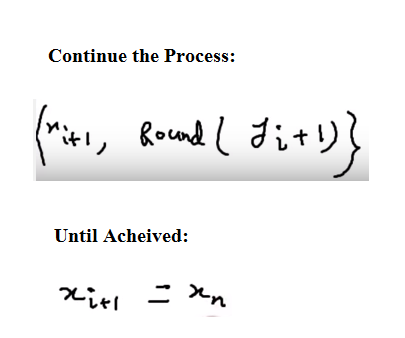 Continue the Process:
{xᵢ₊₁, Round(yᵢ₊₁)}
Until Acheived:
xᵢ₊₁ = xₙ